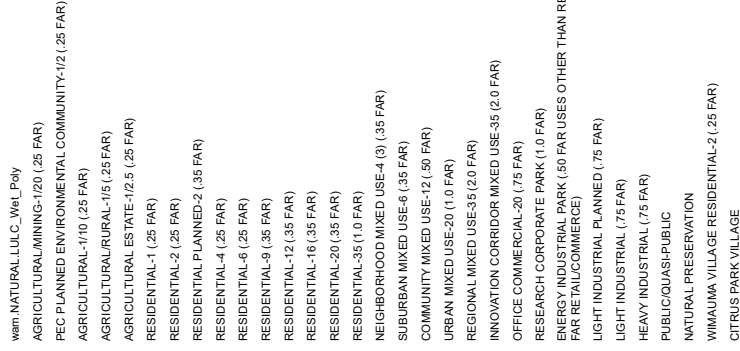 wam.NATURAL.LULC_Wet_Poly
AGRICULTURAL/MINING-1/20 (.25 FAR)
PEC PLANNED ENVIRONMENTAL COMMUNITY-1/2 (.25 FAR)
AGRICULTURAL-1/10 (.25 FAR)
AGRICULTURAL/RURAL-1/5 (.25 FAR)
AGRICULTURAL ESTATE-1/2.5 (.25 FAR)
RESIDENTIAL-1 (.25 FAR)
RESIDENTIAL-2 (.25 FAR)
RESIDENTIAL PLANNED-2 (.35 FAR)
RESIDENTIAL-4 (.25 FAR)
RESIDENTIAL-6 (.25 FAR)
RESIDENTIAL-9 (.35 FAR)
RESIDENTIAL-12 (.35 FAR)
RESIDENTIAL-16 (.35 FAR)
RESIDENTIAL-20 (.35 FAR)
RESIDENTIAL-35 (1.0 FAR)
NEIGHBORHOOD MIXED USE-4 (3) (.35 FAR)
SUBURBAN MIXED USE-6 (.35 FAR)
COMMUNITY MIXED USE-12 (.50 FAR)
URBAN MIXED USE-20 (1.0 FAR)
REGIONAL MIXED USE-35 (2.0 FAR)
INNOVATION CORRIDOR MIXED USE-35 (2.0 FAR)
OFFICE COMMERCIAL-20 (.75 FAR)
RESEARCH CORPORATE PARK (1.0 FAR)
ENERGY INDUSTRIAL PARK (.50 FAR USES OTHER THAN RE
FAR RETAIL/COMMERCE)
LIGHT INDUSTRIAL PLANNED (.75 FAR)
LIGHT INDUSTRIAL (.75 FAR)
HEAVY INDUSTRIAL (.75 FAR)
PUBLIC/QUASI-PUBLIC
NATURAL PRESERVATION
WIMAUMA VILLAGE RESIDENTIAL-2 (.25 FAR)
CITRUS PARK VILLAGE